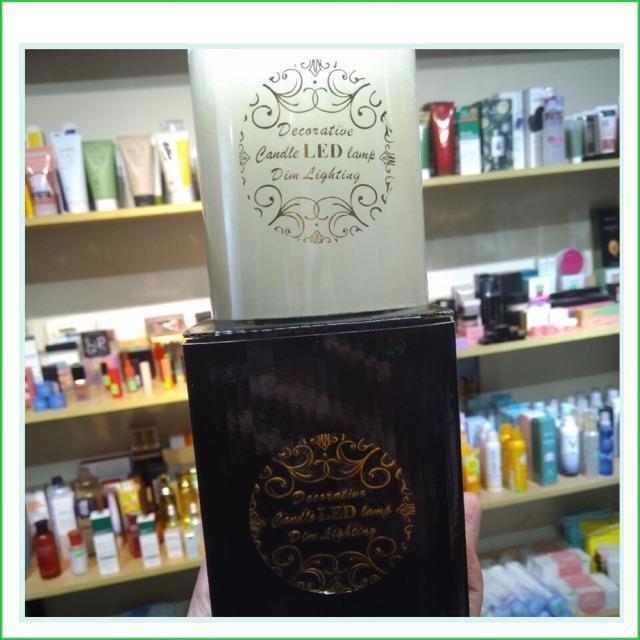 Decorative
Candle LED lamp
Dim Lighting
Decorative
Candle LED lamp
Dim Lighting